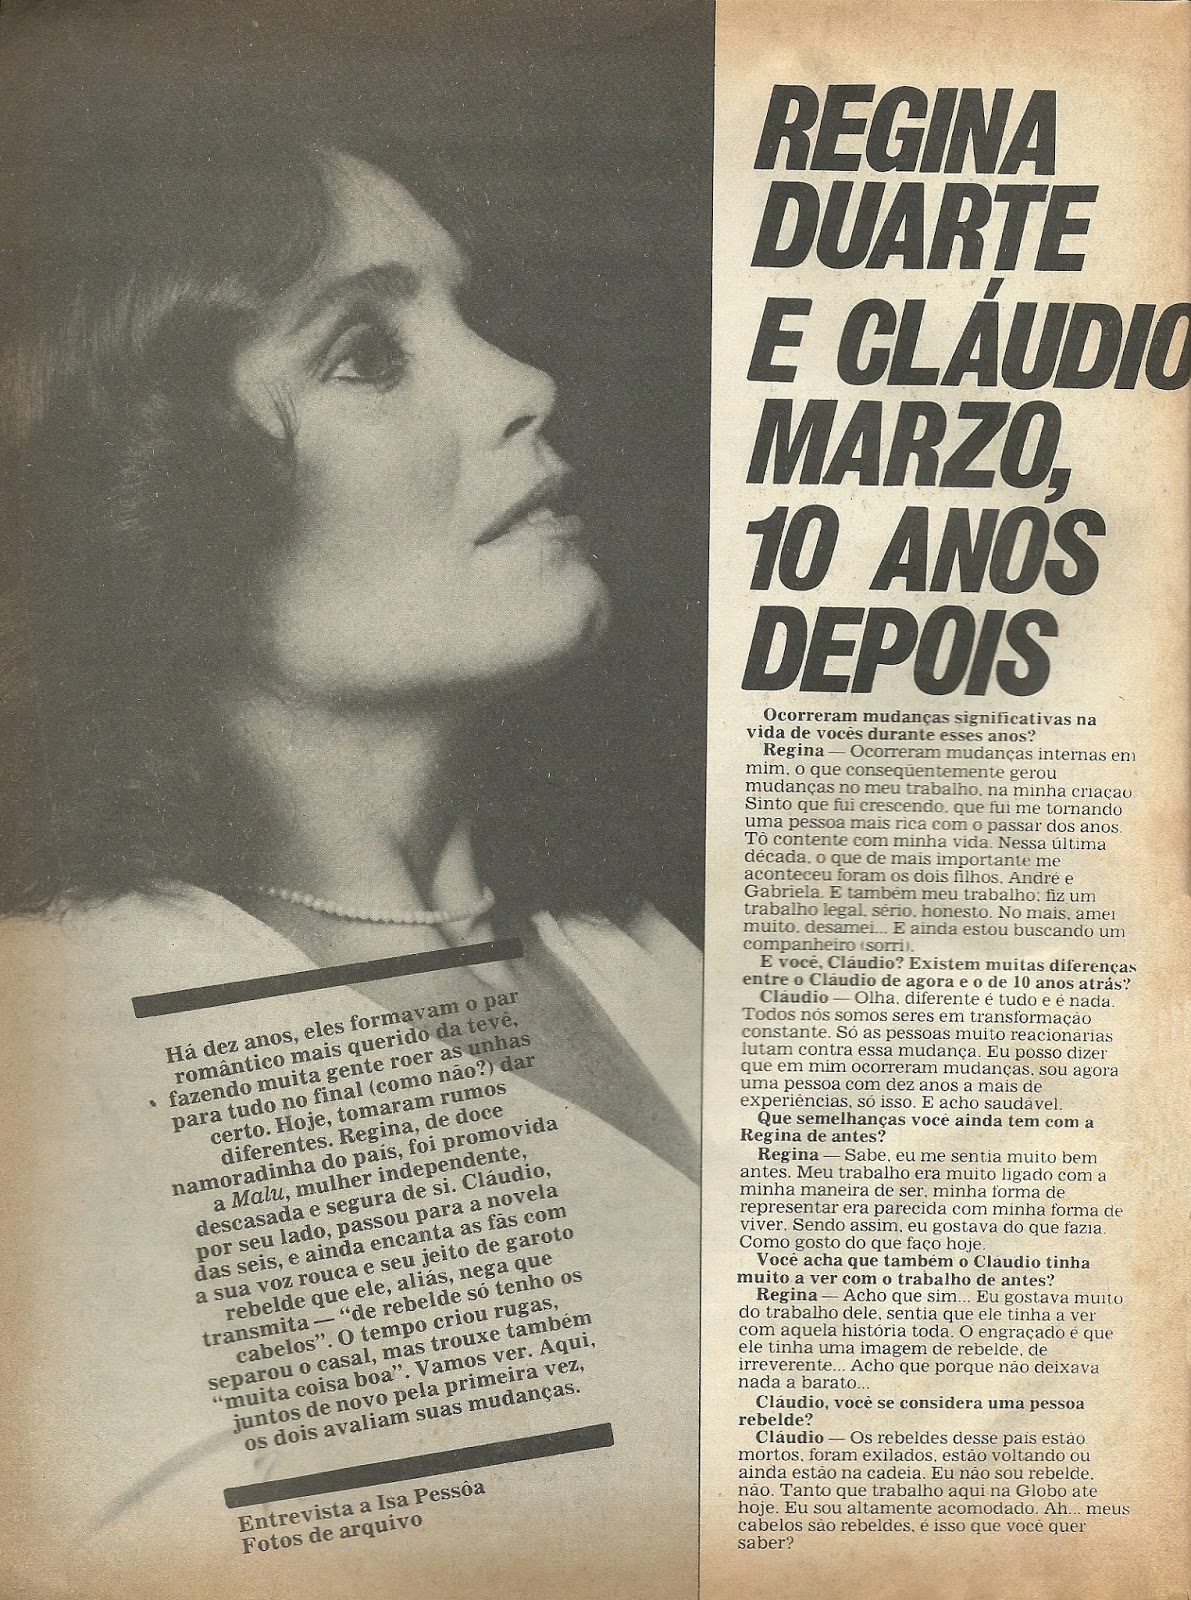 REGINA
DUARTE
E CLÁUDIO
MARZO,
10 ANOS
DEPOIS
Há dez anos, eles formavam o par
romântico mais querido da tevê,
fazendo muita gente roer as unhas
para tudo no final (como não?) dar
certo. Hoje, tomaram rumos
diferentes. Regina, de doce
namoradinha do país, foi promovida
a Malu, mulher independente,
descasada e segura de si. Cláudio,
por seu lado, passou para a novela
das seis, e ainda encanta as fãs com
a sua voz rouca e seu jeito de garoto
rebelde que ele, aliás, nega que
transmita — “de rebelde só tenho os
cabelos”. O tempo criou rugas,
separou o casal, mas trouxe também
“muita coisa boa”. Vamos ver. Aqui,
juntos de novo pela primeira vez,
os dois avaliam suas mudanças.
Entrevista a Isa Pessôa
Fotos de arquivo
Ocorreram mudanças significativas na
vida de vocês durante esses anos?
Regina — Ocorreram mudanças internas em
mim, o que conseqüentemente gerou
mudanças no meu trabalho, na minha criação.
Sinto que fui crescendo, que fui me tornando
uma pessoa mais rica com o passar dos anos.
Tô contente com minha vida. Nessa última
década, o que de mais importante me
aconteceu foram os dois filhos, André e
Gabriela. E também meu trabalho; fiz um
trabalho legal, sério, honesto. No mais, amei
muito, desamei... E ainda estou buscando um
companheiro (sorri).
E você, Cláudio? Existem muitas diferenças
entre o Cláudio de agora e o de 10 anos atrás?
Cláudio — Olha, diferente é tudo e é nada.
Todos nós somos seres em transformação
constante. Só as pessoas muito reacionárias
lutam contra essa mudança. Eu posso dizer
que em mim ocorreram mudanças, sou agora
uma pessoa com dez anos a mais de
experiências, só isso. E acho saudável.
Que semelhanças você ainda tem com a
Regina de antes?
Regina — Sabe, eu me sentia muito bem
antes. Meu trabalho era muito ligado com a
minha maneira de ser, minha forma de
representar era parecida com minha forma de
viver. Sendo assim, eu gostava do que fazia.
Como gosto do que faço hoje.
Você acha que também o Cláudio tinha
muito a ver com o trabalho de antes?
Regina — Acho que sim... Eu gostava muito
do trabalho dele, sentia que ele tinha a ver
com aquela história toda. O engraçado é que
ele tinha uma imagem de rebelde, de
irreverente... Acho que porque não deixava
nada a barato...
Cláudio, você se considera uma pessoa
rebelde?
Cláudio — Os rebeldes desse país estão
mortos, foram exilados, estão voltando ou
ainda estão na cadeia. Eu não sou rebelde,
não. Tanto que trabalho aqui na Globo até
hoje. Eu sou altamente acomodado. Ah... meus
cabelos são rebeldes, é isso que você quer
saber?